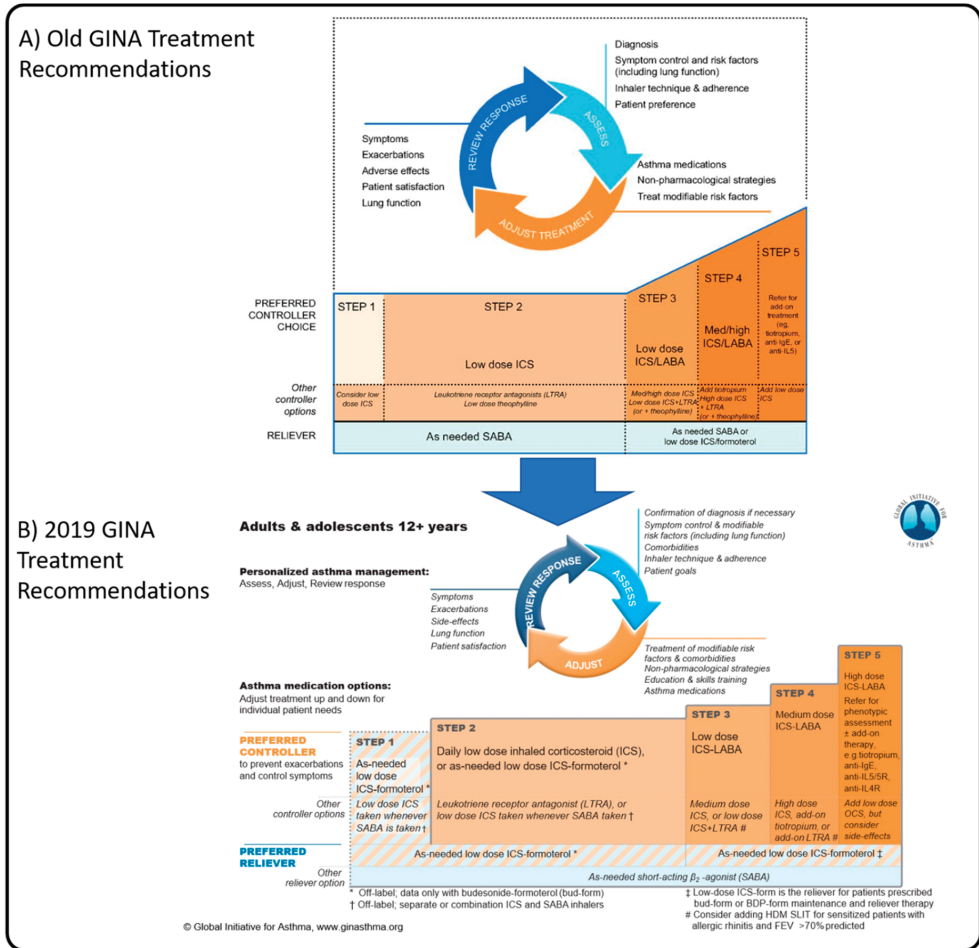 A) Old GINA Treatment
Recommendations
Diagnosis
Symptom control and risk factors
(including lung function)
Inhaler technique & adherence
Patient preference
REVIEW RESPONSE
ASSESS
ADJUST TREATMENT
Symptoms
Exacerbations
Adverse effects
Patient satisfaction
Lung function
Asthma medications
Non-pharmacological strategies
Treat modifiable risk factors
PREFERRED
CONTROLLER
CHOICE
STEP 1
STEP 2
Low dose ICS
STEP 3
Low dose
ICS/LABA
STEP 4
Med/high
ICS/LABA
STEP 5
Refer for
add-on
treatment
(eg,
tiotropium,
anti-IgE, or
anti-IL5)
Other
controller
options
Consider low
dose ICS
Leukotriene receptor antagonists (LTRA)
Low dose theophylline
Med/high dose ICS
Low dose ICS+LTRA
(or + theophylline)
Add tiotropium
High dose ICS
+ LTRA
(or + theophylline)
Add low dose
ICS
RELIEVER
As needed SABA
As needed SABA or
low dose ICS/formoterol
B) 2019 GINA
Treatment
Recommendations
GLOBAL INITIATIVE FOR
ASTHMA
Adults & adolescents 12+ years
Personalized asthma management:
Assess, Adjust, Review response
Confirmation of diagnosis if necessary
Symptom control & modifiable
risk factors (including lung function)
Comorbidities
Inhaler technique & adherence
Patient goals
REVIEW RESPONSE
ASSESS
ADJUST
Symptoms
Exacerbations
Side-effects
Lung function
Patient satisfaction
Treatment of modifiable risk
factors & comorbidities
Non-pharmacological strategies
Education & skills training
Asthma medications
Asthma medication options:
Adjust treatment up and down for
individual patient needs
PREFERRED
CONTROLLER
to prevent exacerbations
and control symptoms
STEP 1
As-needed
low dose
ICS-formoterol *
STEP 2
Daily low dose inhaled corticosteroid (ICS),
or as-needed low dose ICS-formoterol *
STEP 3
Low dose
ICS-LABA
STEP 4
Medium dose
ICS-LABA
STEP 5
High dose
ICS-LABA
Refer for
phenotypic
assessment
± add-on
therapy,
e.g tiotropium,
anti-IgE,
anti-IL5/5R,
anti-IL4R
Other
controller options
Low dose ICS
taken whenever
SABA is taken †
Leukotriene receptor antagonist (LTRA), or
low dose ICS taken whenever SABA taken †
Medium dose
ICS, or low dose
ICS+LTRA #
High dose
ICS, add-on
tiotropium, or
add-on LTRA #
Add low dose
OCS, but
consider
side-effects
PREFERRED
RELIEVER
As-needed low dose ICS-formoterol *
As-needed low dose ICS-formoterol ‡
Other
reliever option
As-needed short-acting β2 -agonist (SABA)
* Off-label; data only with budesonide-formoterol (bud-form)
† Off-label; separate or combination ICS and SABA inhalers
‡ Low-dose ICS-form is the reliever for patients prescribed
bud-form or BDP-form maintenance and reliever therapy
# Consider adding HDM SLIT for sensitized patients with
allergic rhinitis and FEV >70% predicted
© Global Initiative for Asthma, www.ginasthma.org